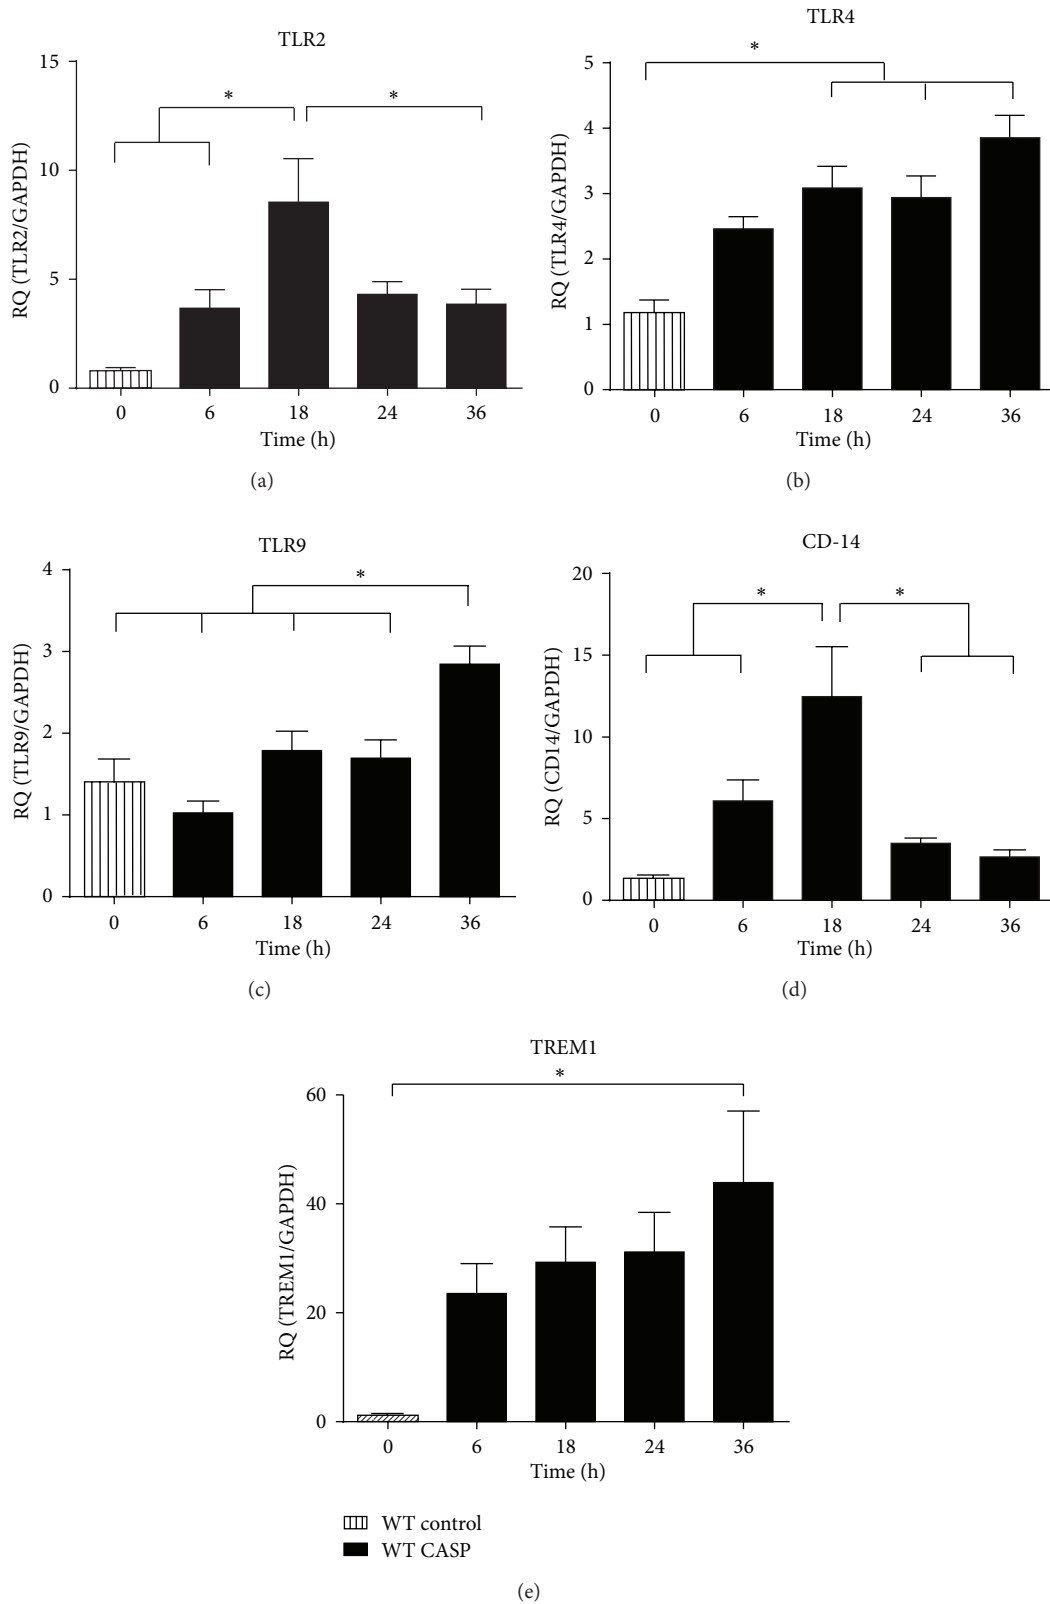 TLR2
*
*
15
10
5
0
RQ (TLR2/GAPDH)
0 6 18 24 36
Time (h)
(a)
TLR4
*
5
4
3
2
1
0
RQ (TLR4/GAPDH)
0 6 18 24 36
Time (h)
(b)
TLR9
*
4
3
2
1
0
RQ (TLR9/GAPDH)
0 6 18 24 36
Time (h)
(c)
CD-14
*
*
20
15
10
5
0
RQ (CD14/GAPDH)
0 6 18 24 36
Time (h)
(d)
TREM1
*
60
40
20
0
RQ (TREM1/GAPDH)
0 6 18 24 36
Time (h)
WT control
WT CASP
(e)